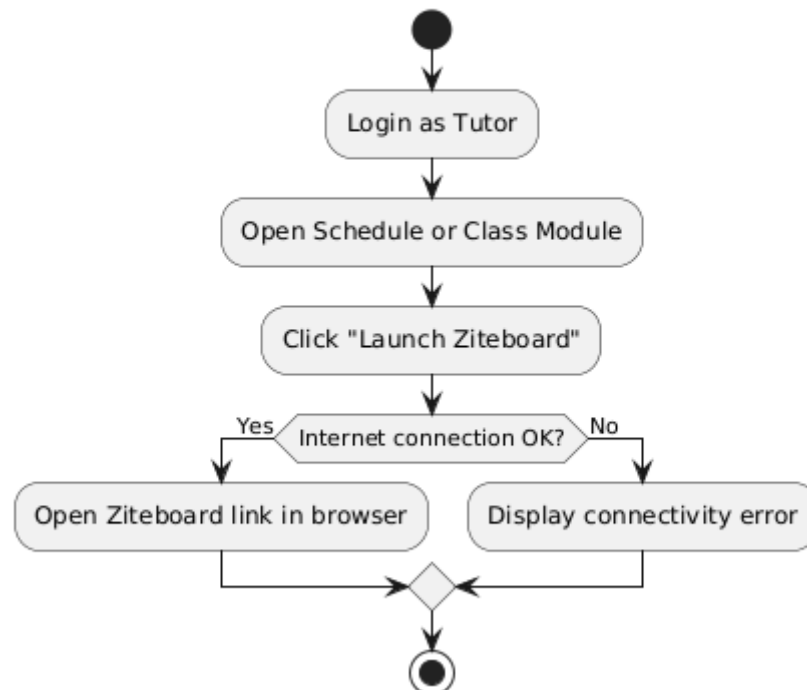 Login as Tutor
Open Schedule or Class Module
Click "Launch Ziteboard"
Yes
Internet connection OK?
No
Open Ziteboard link in browser
Display connectivity error